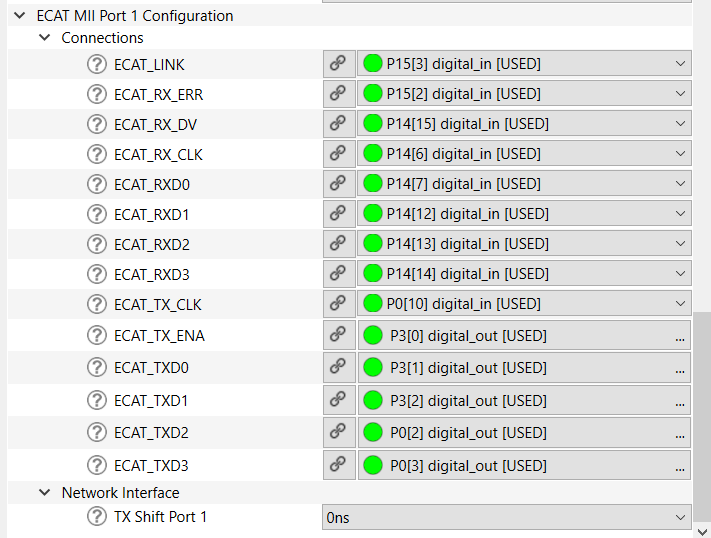 ECAT MII Port 1 Configuration
Connections
? ECAT_LINK P15[3] digital_in [USED]
? ECAT_RX_ERR P15[2] digital_in [USED]
? ECAT_RX_DV P14[15] digital_in [USED]
? ECAT_RX_CLK P14[6] digital_in [USED]
? ECAT_RXD0 P14[7] digital_in [USED]
? ECAT_RXD1 P14[12] digital_in [USED]
? ECAT_RXD2 P14[13] digital_in [USED]
? ECAT_RXD3 P14[14] digital_in [USED]
? ECAT_TX_CLK P0[10] digital_in [USED]
? ECAT_TX_ENA P3[0] digital_out [USED] ...
? ECAT_TXD0 P3[1] digital_out [USED] ...
? ECAT_TXD1 P3[2] digital_out [USED] ...
? ECAT_TXD2 P0[2] digital_out [USED] ...
? ECAT_TXD3 P0[3] digital_out [USED] ...
Network Interface
? TX Shift Port 1 0ns